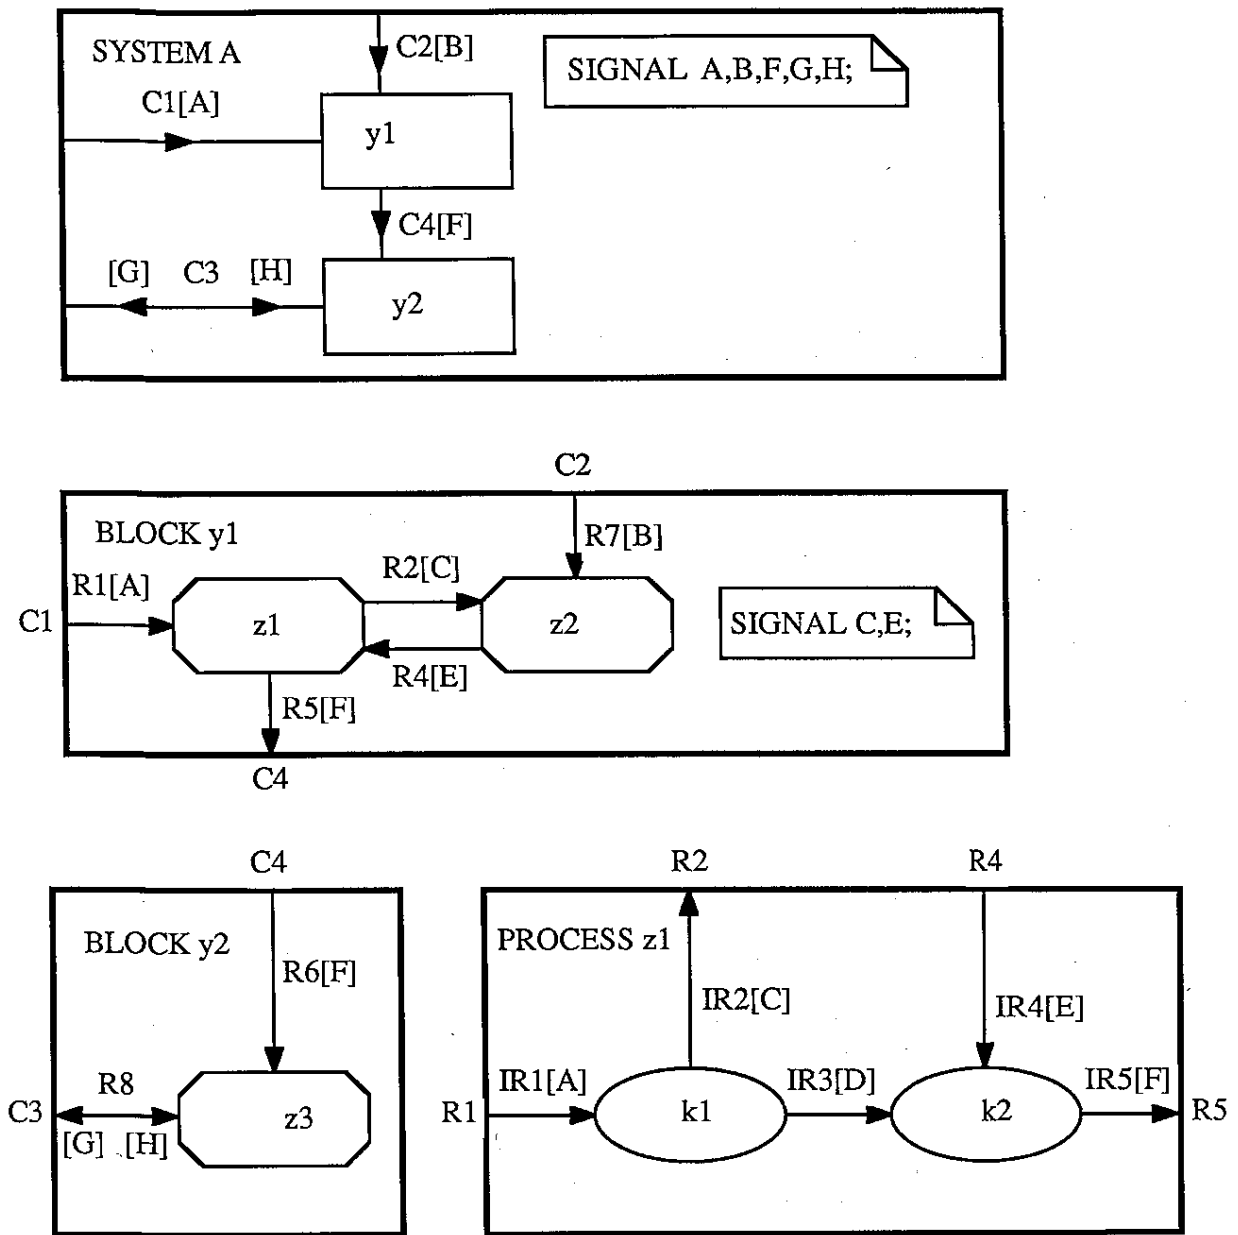 SYSTEM A
C2[B]
SIGNAL A,B,F,G,H;
C1[A]
y1
C4[F]
[G] C3 [H]
y2
C2
BLOCK y1
R7[B]
R1[A]
R2[C]
C1
z1
z2
SIGNAL C,E;
R4[E]
R5[F]
C4
C4
BLOCK y2
R6[F]
R8
C3
z3
[G] [H]
R2
R4
PROCESS z1
IR2[C]
IR4[E]
IR1[A]
IR3[D]
IR5[F]
R1
k1
k2
R5